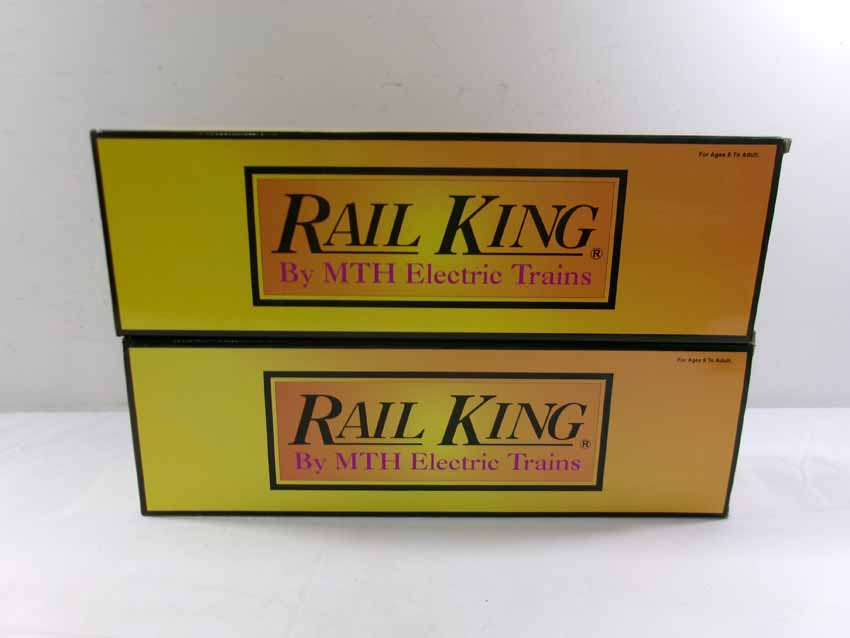 For Ages 8 To Adult.
RAIL KING®
By MTH Electric Trains
For Ages 8 To Adult.
RAIL KING®
By MTH Electric Trains